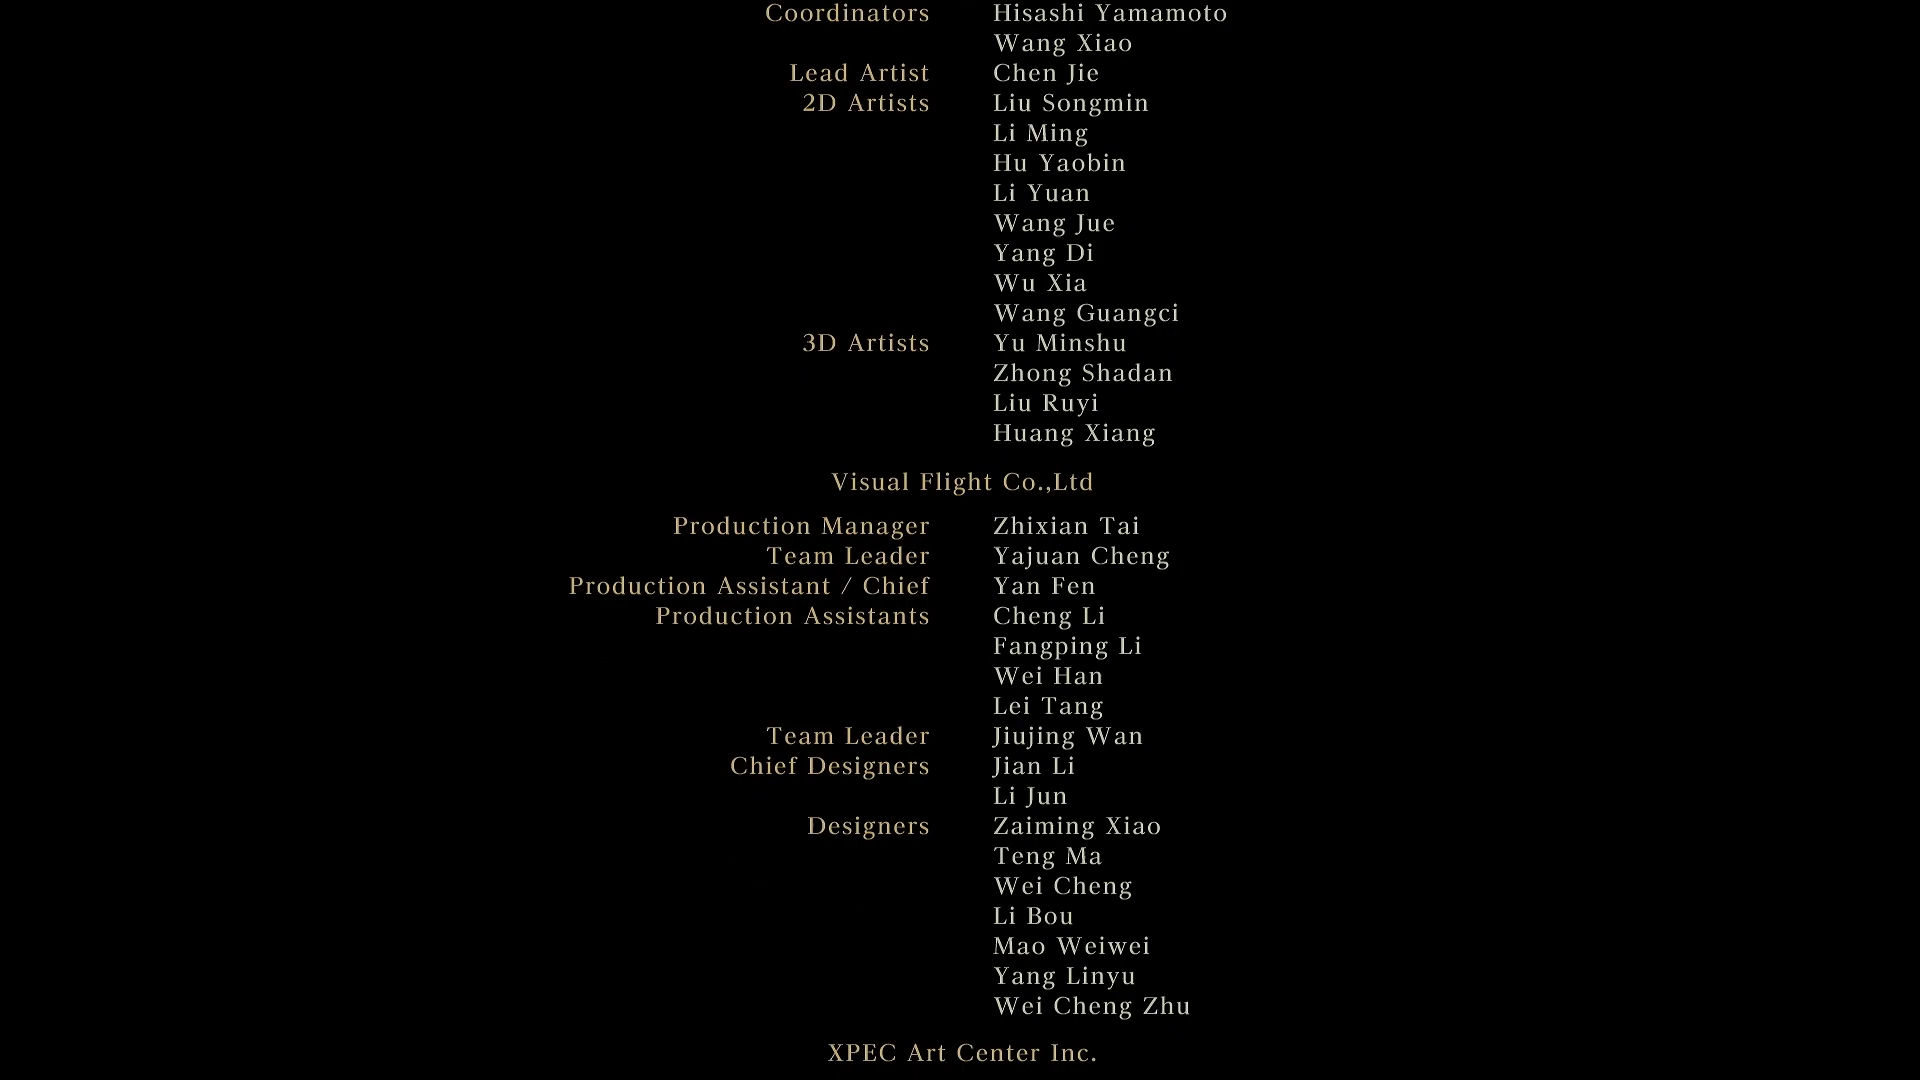 Coordinators Hisashi Yamamoto
Wang Xiao
Lead Artist Chen Jie
2D Artists Liu Songmin
Li Ming
Hu Yaobin
Li Yuan
Wang Jue
Yang Di
Wu Xia
Wang Guangci
3D Artists Yu Minshu
Zhong Shadan
Liu Ruyi
Huang Xiang
Visual Flight Co.,Ltd
Production Manager Zhixian Tai
Team Leader Yajuan Cheng
Production Assistant / Chief Yan Fen
Production Assistants Cheng Li
Fangping Li
Wei Han
Lei Tang
Team Leader Jiujing Wan
Chief Designers Jian Li
Li Jun
Designers Zaiming Xiao
Teng Ma
Wei Cheng
Li Bou
Mao Weiwei
Yang Linyu
Wei Cheng Zhu
XPEC Art Center Inc.